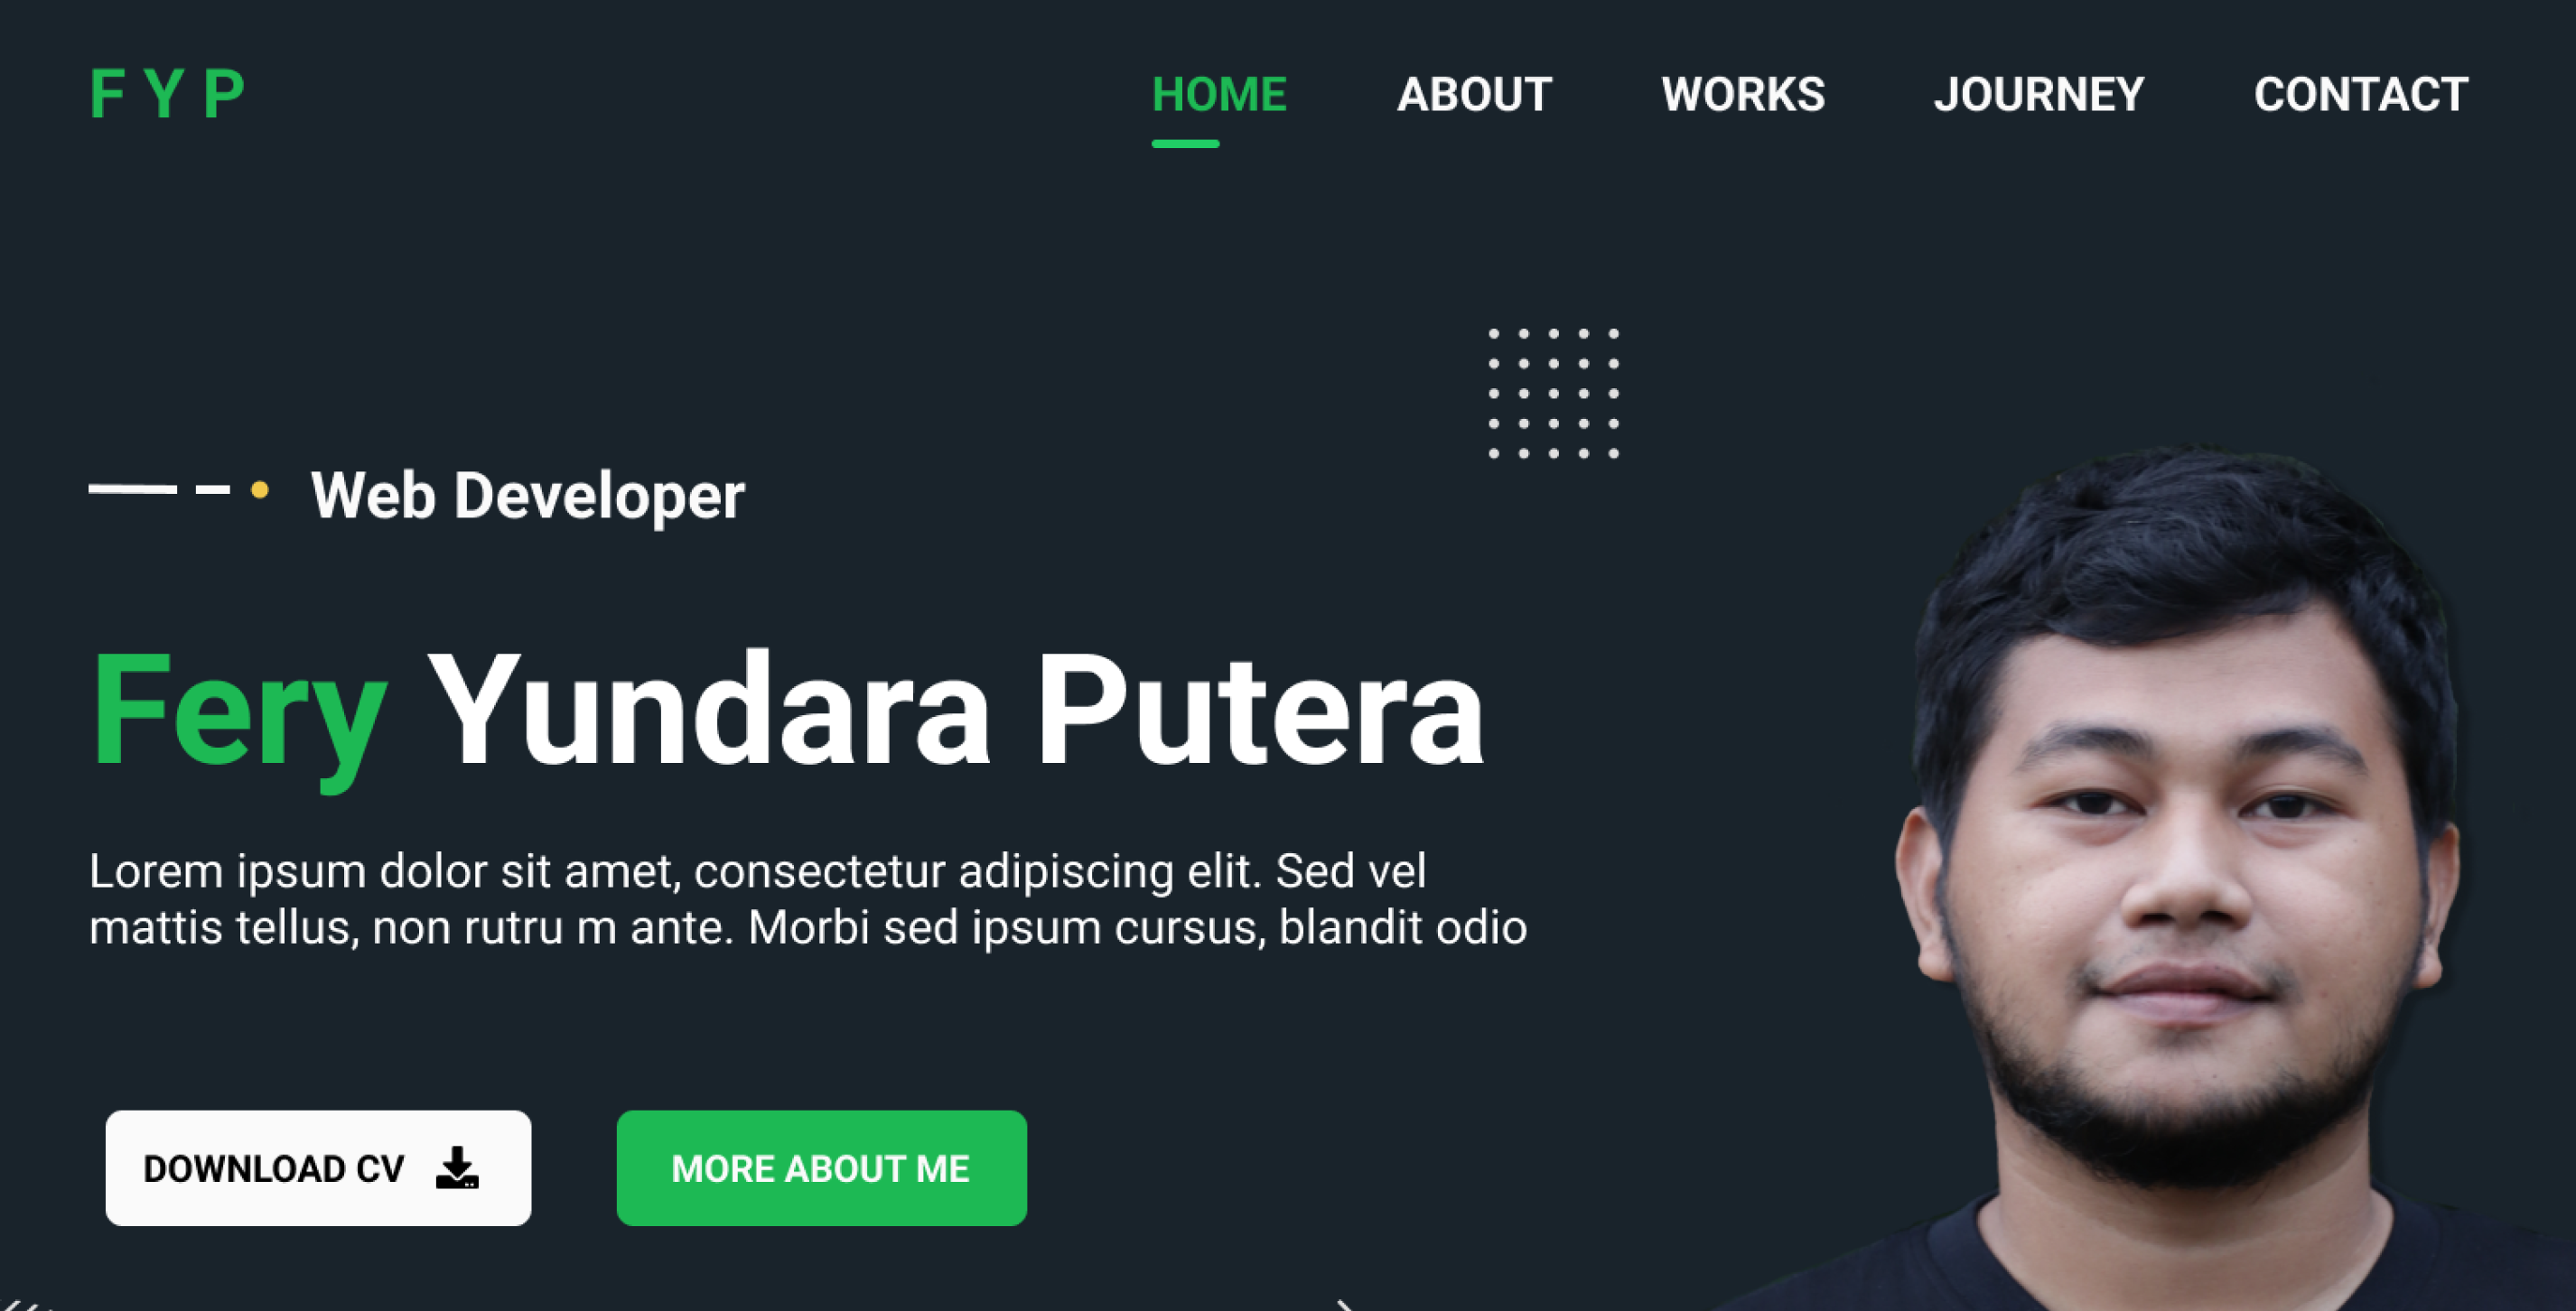 F Y P
HOME ABOUT WORKS JOURNEY CONTACT
Web Developer
Fery Yundara Putera
Lorem ipsum dolor sit amet, consectetur adipiscing elit. Sed vel
mattis tellus, non rutru m ante. Morbi sed ipsum cursus, blandit odio
DOWNLOAD CV
MORE ABOUT ME